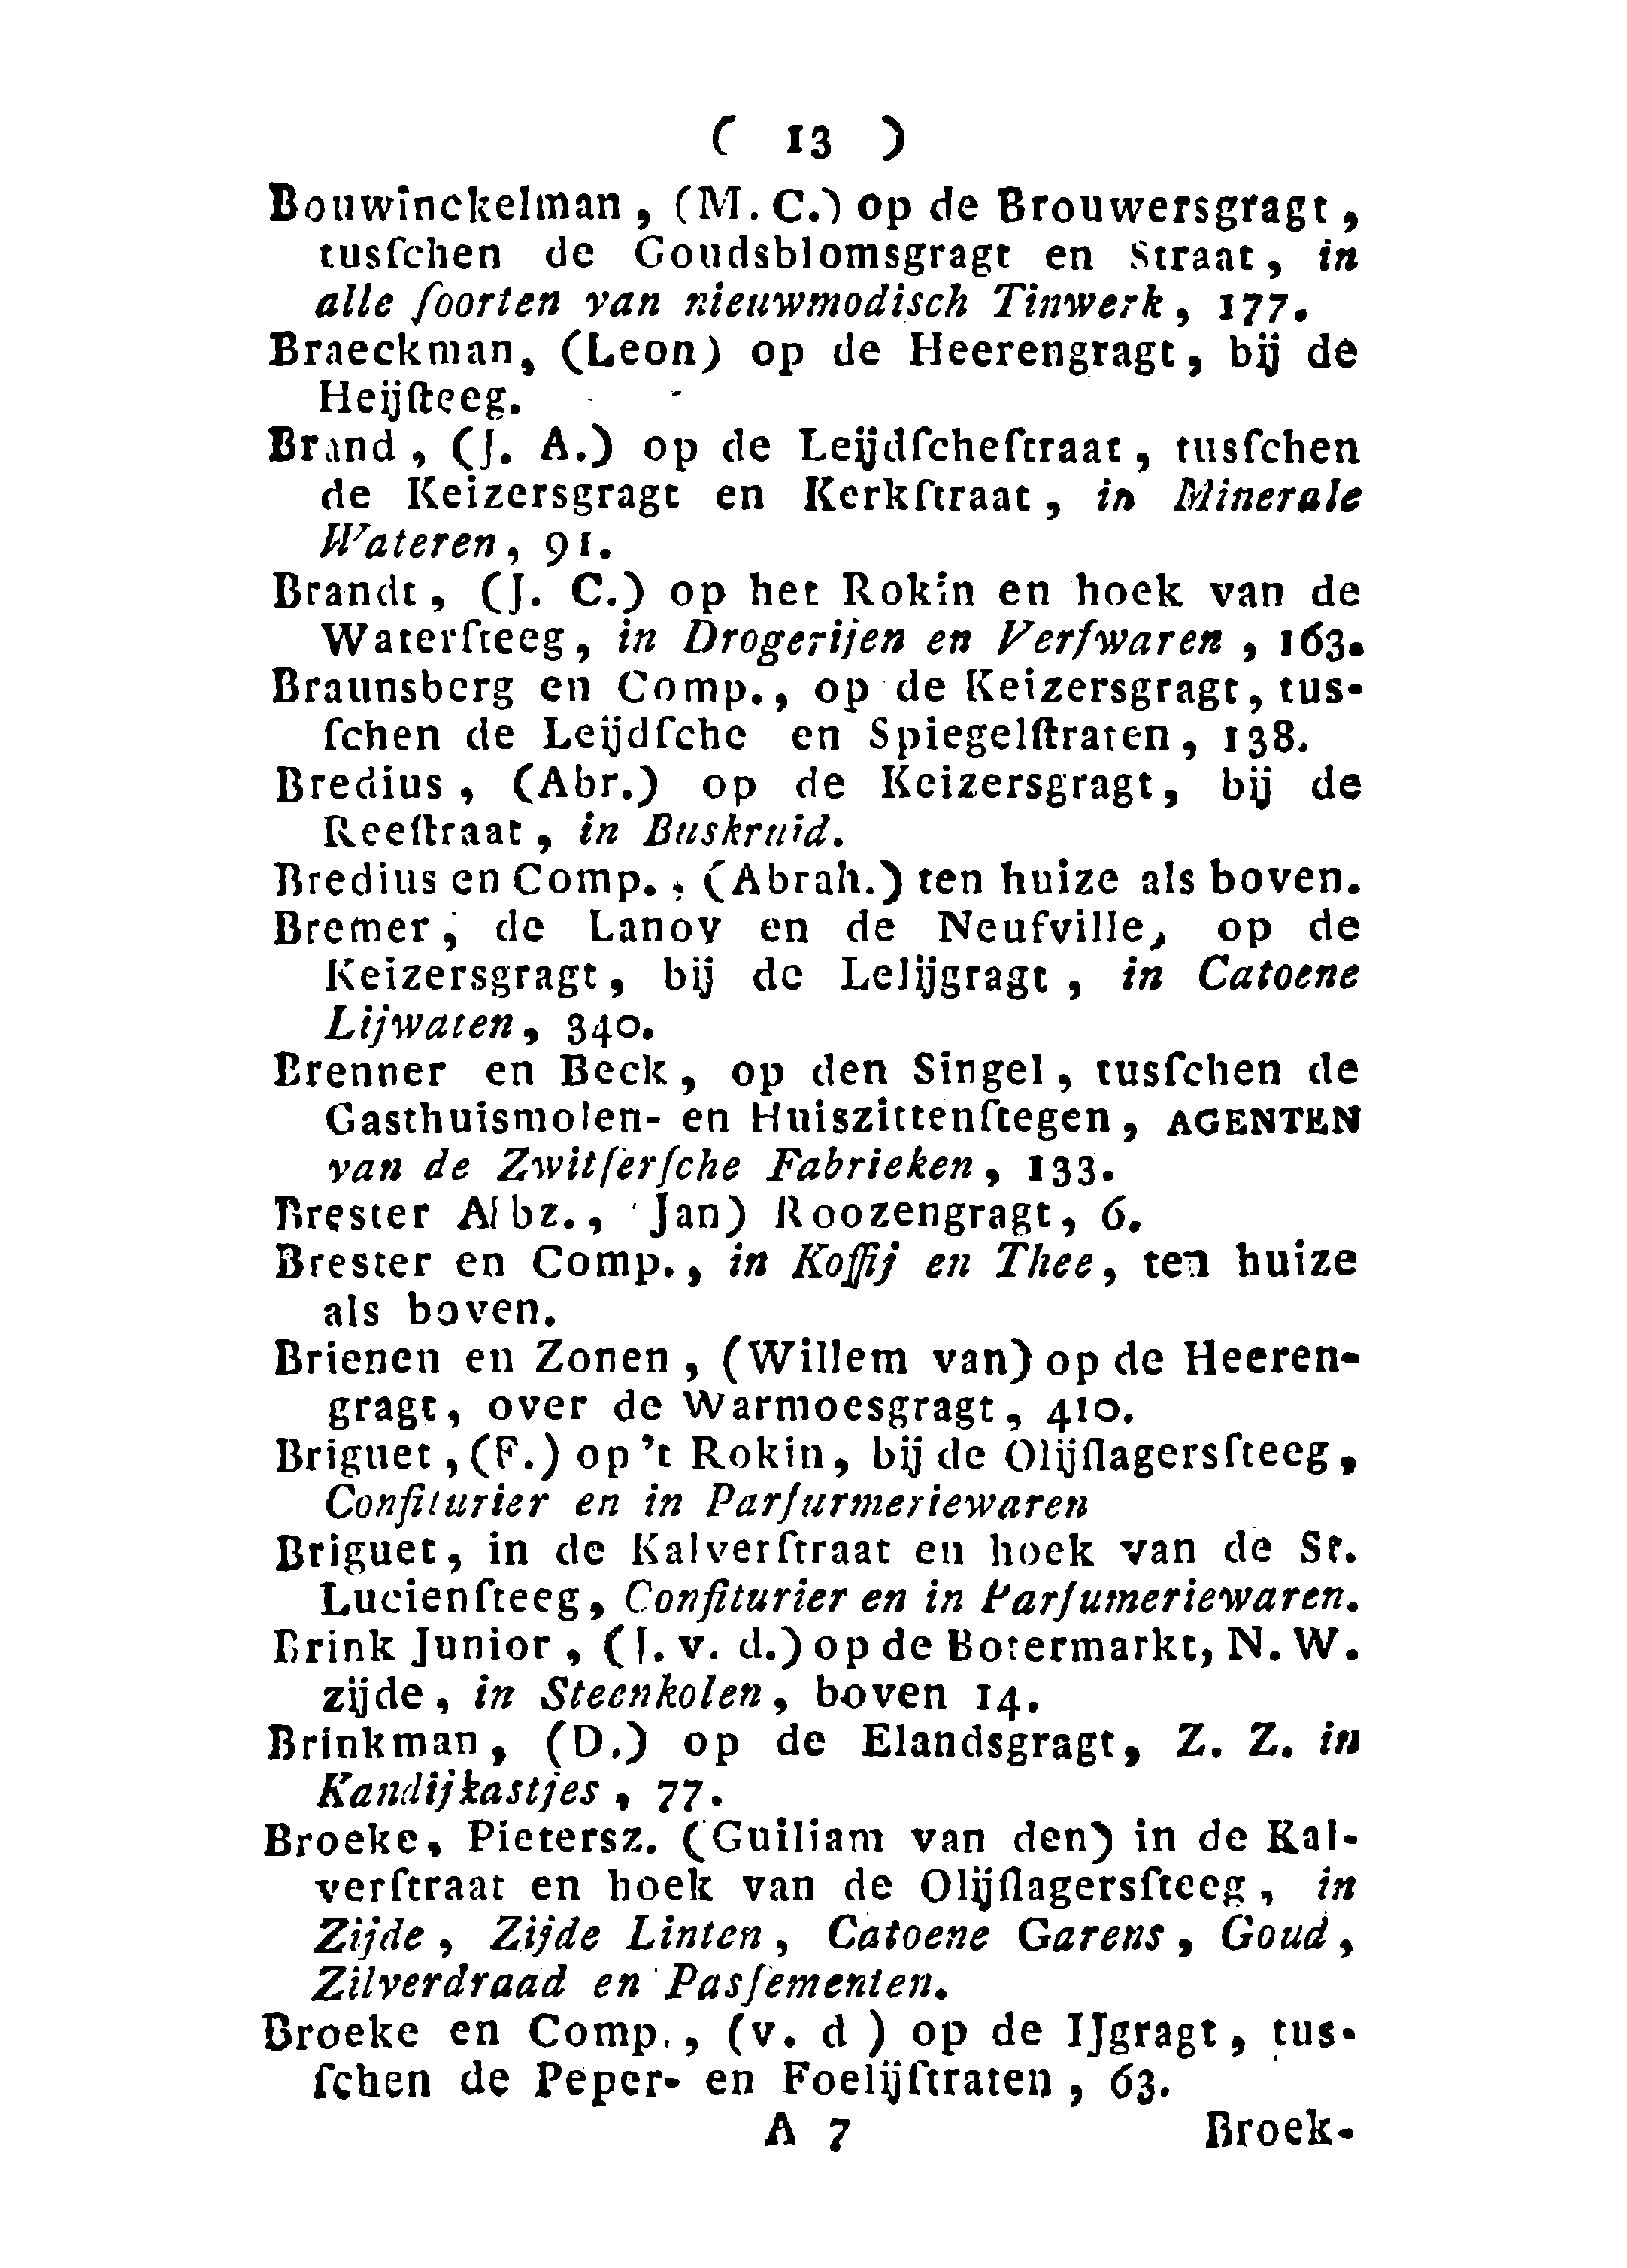 ( 13 )
Bouwinckelman, (M. C.) op de Brouwersgragt,
tusſchen de Goudsblomsgragt en Straat, in
alle ſoorten van nieuwmodisch Tinwerk, 177.
Braeckman, (Leon) op de Heerengragt, bij de
Heijſteeg.
Brand, (J. A.) op de Leijdſcheſtraat, tusſchen
de Keizersgragt en Kerkſtraat, in Minerale
Wateren, 91.
Brandt, (J. C.) op het Rokin en hoek van de
Waterſteeg, in Drogerijen en Verfwaren, 163.
Braunsberg en Comp., op de Keizersgragt, tus-
ſchen de Leijdſche en Spiegelſtraten, 138.
Bredius, (Abr.) op de Keizersgragt, bij de
Reeſtraat, in Buskruid.
Bredius en Comp., (Abrah.) ten huize als boven.
Bremer, de Lanoy en de Neufville, op de
Keizersgragt, bij de Lelijgragt, in Catoene
Lijwaten, 340.
Brenner en Beck, op den Singel, tusſchen de
Gasthuismolen- en Huiszittenſtegen, AGENTEN
van de Zwitſerſche Fabrieken, 133.
Brester Albz., Jan) Roozengragt, 6.
Brester en Comp., in Koffij en Thee, ten huize
als boven.
Brienen en Zonen, (Willem van) op de Heeren-
gragt, over de Warmoesgragt, 410.
Briguet, (F.) op 't Rokin, bij de Olijſlagersſteeg,
Confiturier en in Parfurmeriewaren
Briguet, in de Kalverſtraat en hoek van de St.
Lucienſteeg, Confiturier en in Parfumeriewaren.
Brink Junior, (J. v. d.) op de Botermarkt, N. W.
zijde, in Steenkolen, boven 14.
Brinkman, (D.) op de Elandsgragt, Z. Z. in
Kandijkastjes, 77.
Broeke, Pietersz. (Guiliam van den) in de Kal-
verſtraat en hoek van de Olijſlagersſteeg, in
Zijde, Zijde Linten, Catoene Garens, Goud,
Zilverdraad en Pasſementen.
Broeke en Comp., (v. d ) op de IJgragt, tus-
ſchen de Peper- en Foelijſtraten, 63.
A 7 Broek-